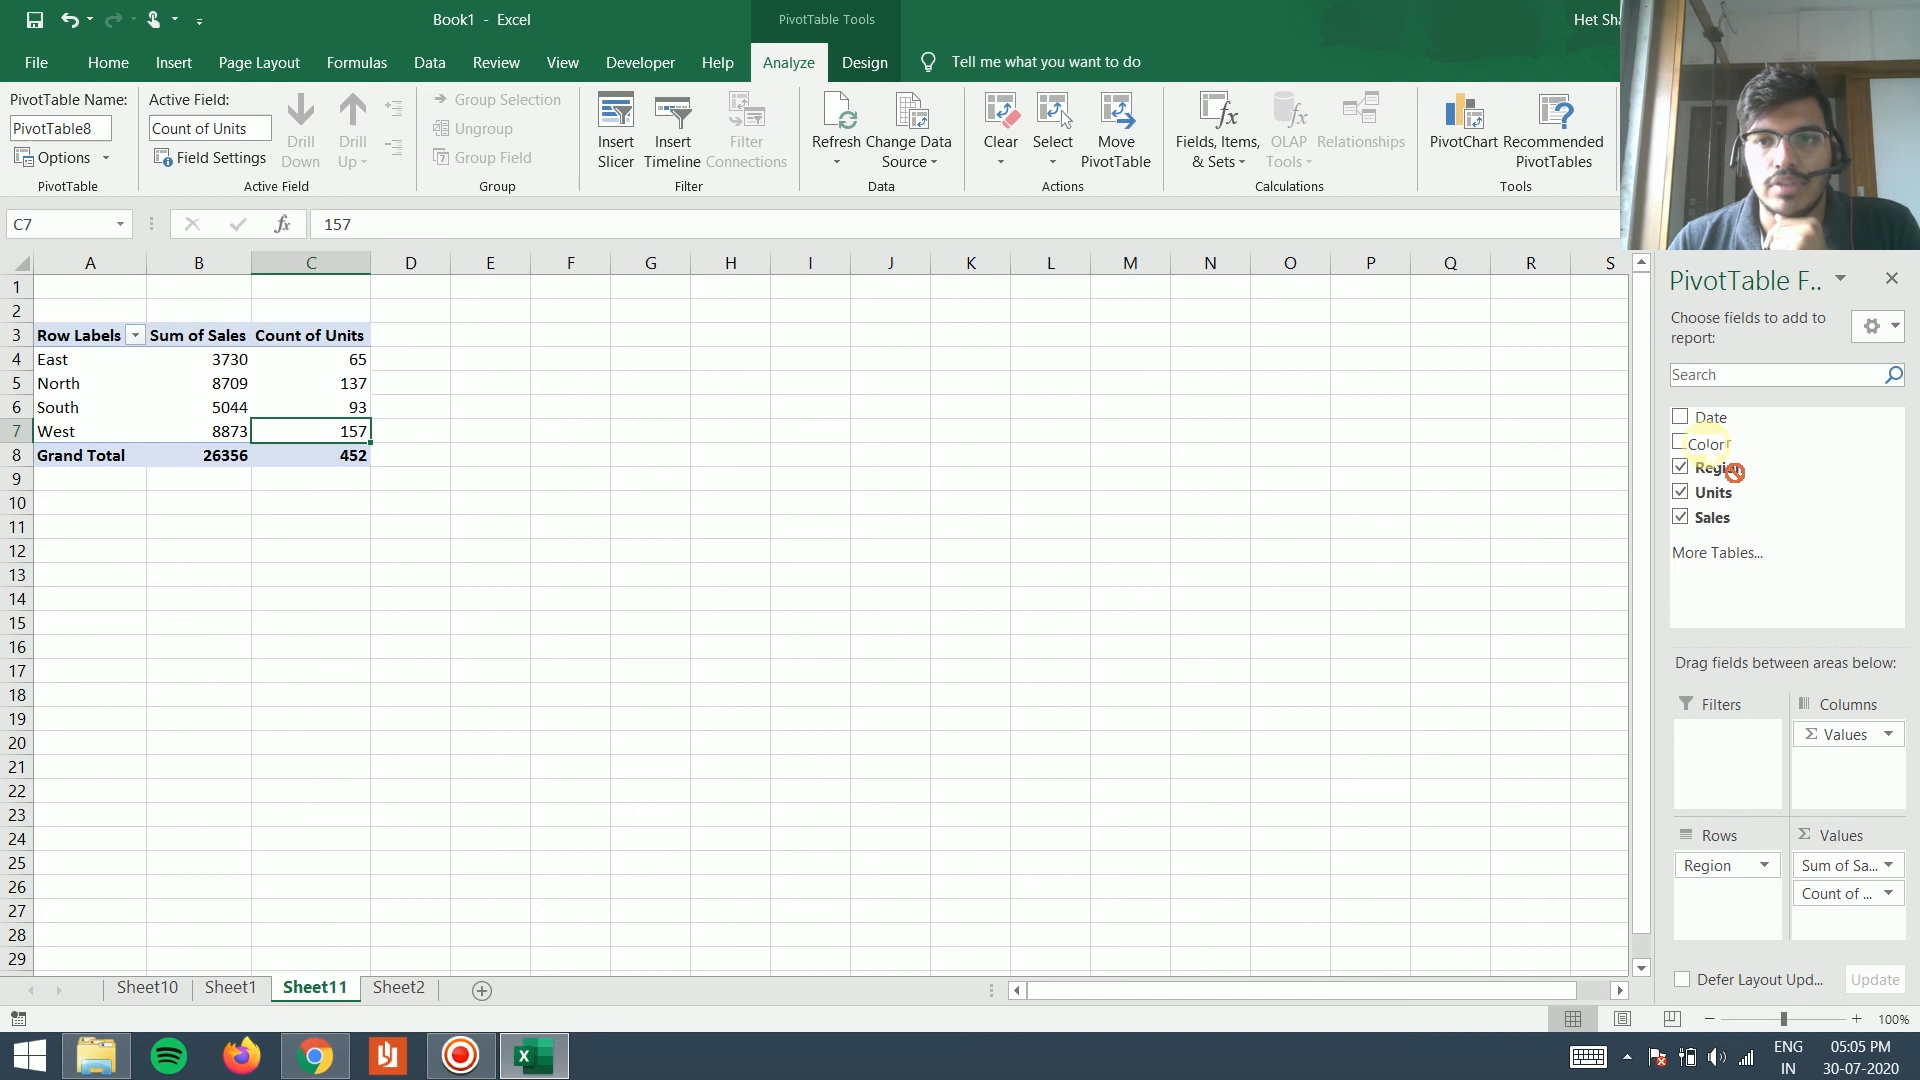 Book1 - Excel
PivotTable Tools
Het Sha
File Home Insert Page Layout Formulas Data Review View Developer Help Analyze Design Tell me what you want to do
PivotTable Name:
PivotTable8
Options
PivotTable
Active Field:
Count of Units
Field Settings
Drill Down
Drill Up
Active Field
Group Selection
Ungroup
Group Field
Group
Insert Slicer
Insert Timeline
Filter Connections
Filter
Refresh
Change Data Source
Data
Clear
Select
Move PivotTable
Actions
Fields, Items, & Sets
OLAP Tools
Relationships
Calculations
PivotChart
Recommended PivotTables
Tools
C7 fx 157
A B C D E F G H I J K L M N O P Q R S
1
2
3 Row Labels Sum of Sales Count of Units
4 East 3730 65
5 North 8709 137
6 South 5044 93
7 West 8873 157
8 Grand Total 26356 452
9
10
11
12
13
14
15
16
17
18
19
20
21
22
23
24
25
26
27
28
29
PivotTable F..
Choose fields to add to report:
Search
Date
Color
Region
Units
Sales
More Tables...
Drag fields between areas below:
Filters
Columns
Σ Values
Rows
Region
Σ Values
Sum of Sa...
Count of ...
Defer Layout Upd... Update
Sheet10 Sheet1 Sheet11 Sheet2
100%
ENG
IN
05:05 PM
30-07-2020